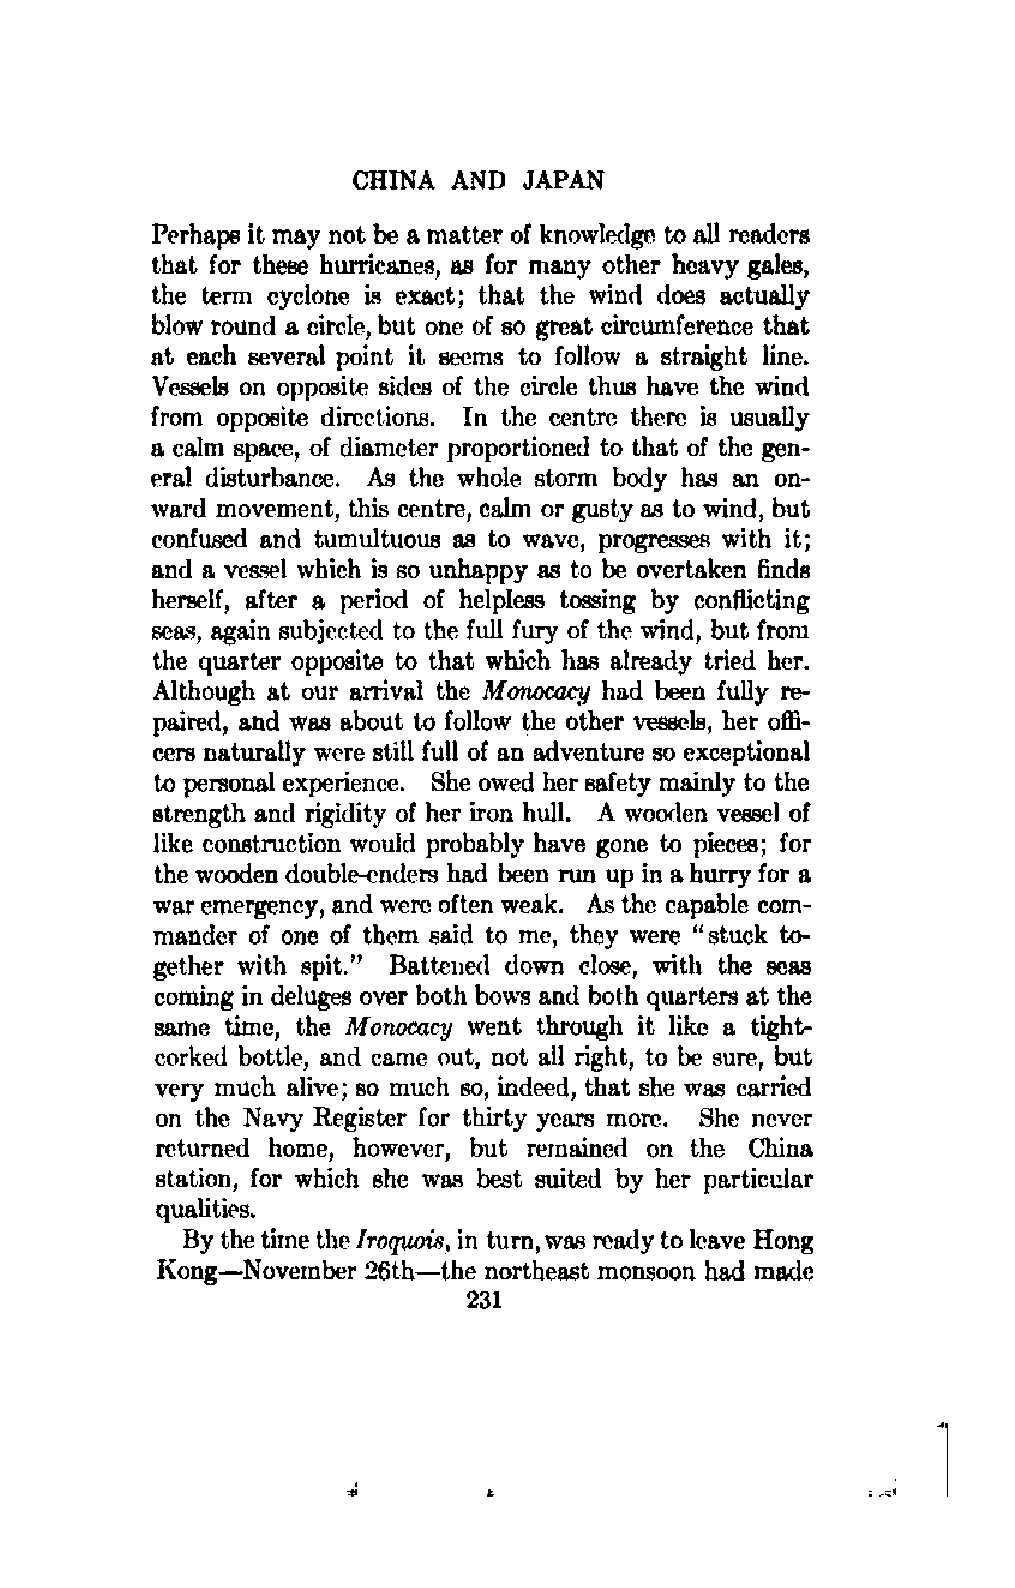 CHINA AND JAPAN
Perhaps it may not be a matter of knowledge to all readers
that for these hurricanes, as for many other heavy gales,
the term cyclone is exact; that the wind does actually
blow round a circle, but one of so great circumference that
at each several point it seems to follow a straight line.
Vessels on opposite sides of the circle thus have the wind
from opposite directions. In the centre there is usually
a calm space, of diameter proportioned to that of the gen-
eral disturbance. As the whole storm body has an on-
ward movement, this centre, calm or gusty as to wind, but
confused and tumultuous as to wave, progresses with it;
and a vessel which is so unhappy as to be overtaken finds
herself, after a period of helpless tossing by conflicting
seas, again subjected to the full fury of the wind, but from
the quarter opposite to that which has already tried her.
Although at our arrival the Monocacy had been fully re-
paired, and was about to follow the other vessels, her offi-
cers naturally were still full of an adventure so exceptional
to personal experience. She owed her safety mainly to the
strength and rigidity of her iron hull. A wooden vessel of
like construction would probably have gone to pieces; for
the wooden double-enders had been run up in a hurry for a
war emergency, and were often weak. As the capable com-
mander of one of them said to me, they were "stuck to-
gether with spit." Battened down close, with the seas
coming in deluges over both bows and both quarters at the
same time, the Monocacy went through it like a tight-
corked bottle, and came out, not all right, to be sure, but
very much alive; so much so, indeed, that she was carried
on the Navy Register for thirty years more. She never
returned home, however, but remained on the China
station, for which she was best suited by her particular
qualities.
By the time the Iroquois, in turn, was ready to leave Hong
Kong—November 26th—the northeast monsoon had made
231